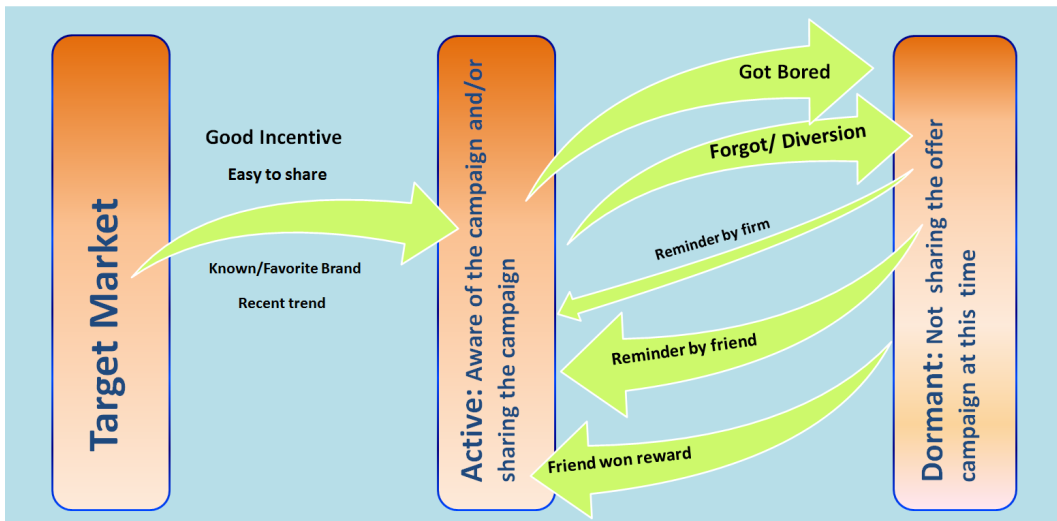 Target Market
Good Incentive
Easy to share
Known/Favorite Brand
Recent trend
Active: Aware of the campaign and/or
sharing the campaign
Got Bored
Forgot/ Diversion
Reminder by firm
Reminder by friend
Friend won reward
Dormant: Not sharing the offer
campaign at this time